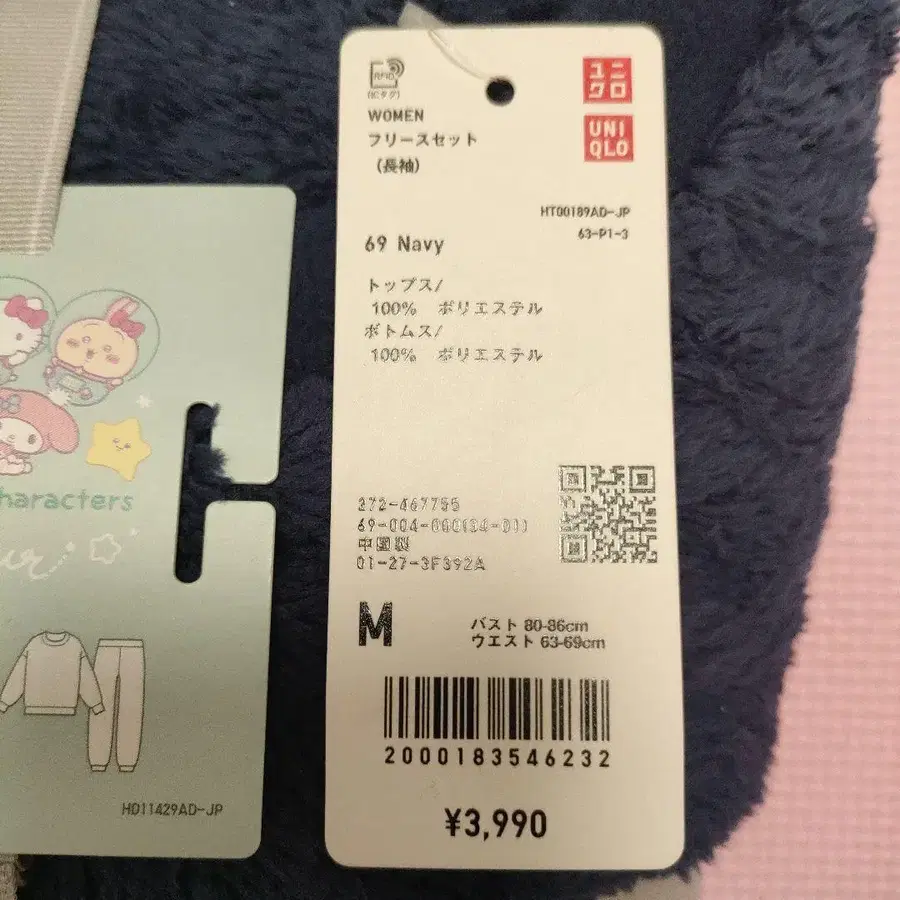 RFID
(ICタグ)
WOMEN
フリースセット
(長袖)
ユニ
クロ
UNI
QLO
HT00189AD-JP
63-P1-3
69 Navy
トップス/
100% ポリエステル
ボトムス/
100% ポリエステル
272-467755
中国製
01-27-3F392A
M
バスト 80-86cm
ウエスト 63-69cm
2000183546232
¥3,990
haracters
H011429AD-JP